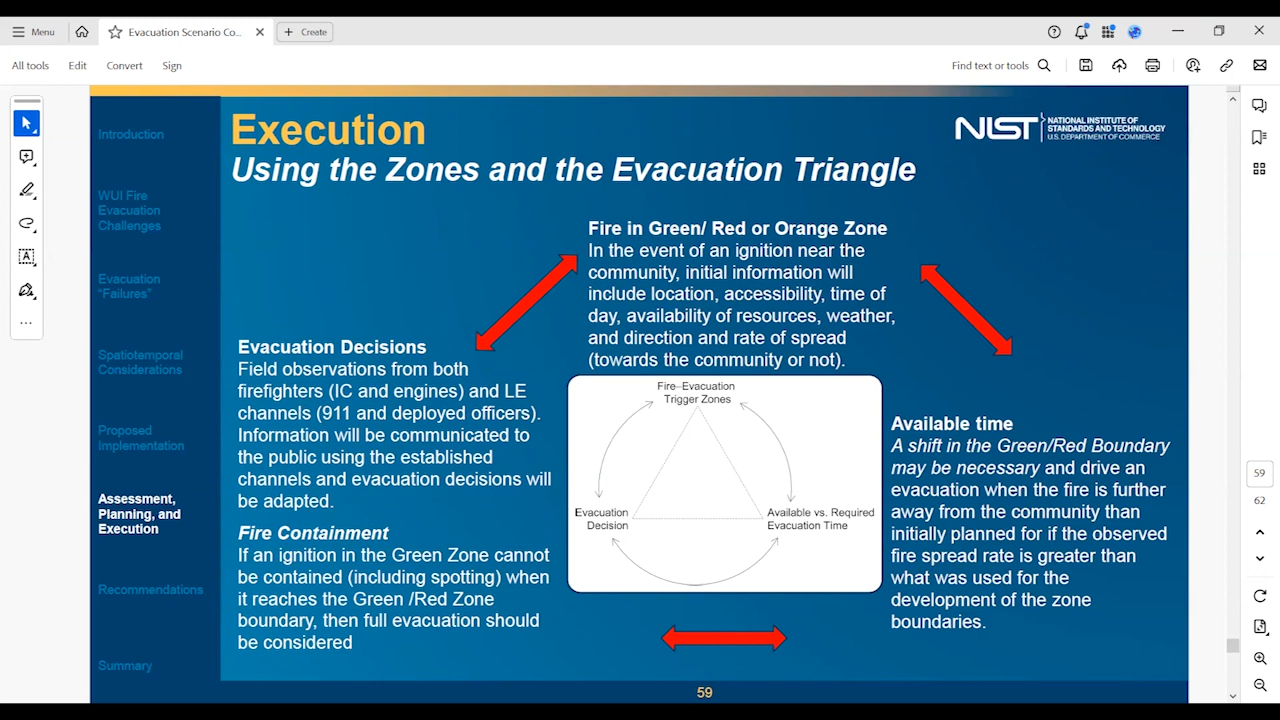 Menu
Evacuation Scenario Co...
Create
All tools
Edit
Convert
Sign
Find text or tools
Introduction
WUI Fire
Evacuation
Challenges
Evacuation
“Failures”
Spatiotemporal
Considerations
Proposed
Implementation
Assessment,
Planning, and
Execution
Recommendations
Summary
Execution
Using the Zones and the Evacuation Triangle
NIST
NATIONAL INSTITUTE OF
STANDARDS AND TECHNOLOGY
U.S. DEPARTMENT OF COMMERCE
Fire in Green/ Red or Orange Zone
In the event of an ignition near the
community, initial information will
include location, accessibility, time of
day, availability of resources, weather,
and direction and rate of spread
(towards the community or not).
Evacuation Decisions
Field observations from both
firefighters (IC and engines) and LE
channels (911 and deployed officers).
Information will be communicated to
the public using the established
channels and evacuation decisions will
be adapted.
Fire Containment
If an ignition in the Green Zone cannot
be contained (including spotting) when
it reaches the Green /Red Zone
boundary, then full evacuation should
be considered
Fire–Evacuation
Trigger Zones
Evacuation
Decision
Available vs. Required
Evacuation Time
Available time
A shift in the Green/Red Boundary
may be necessary and drive an
evacuation when the fire is further
away from the community than
initially planned for if the observed
fire spread rate is greater than
what was used for the
development of the zone
boundaries.
59
59
62